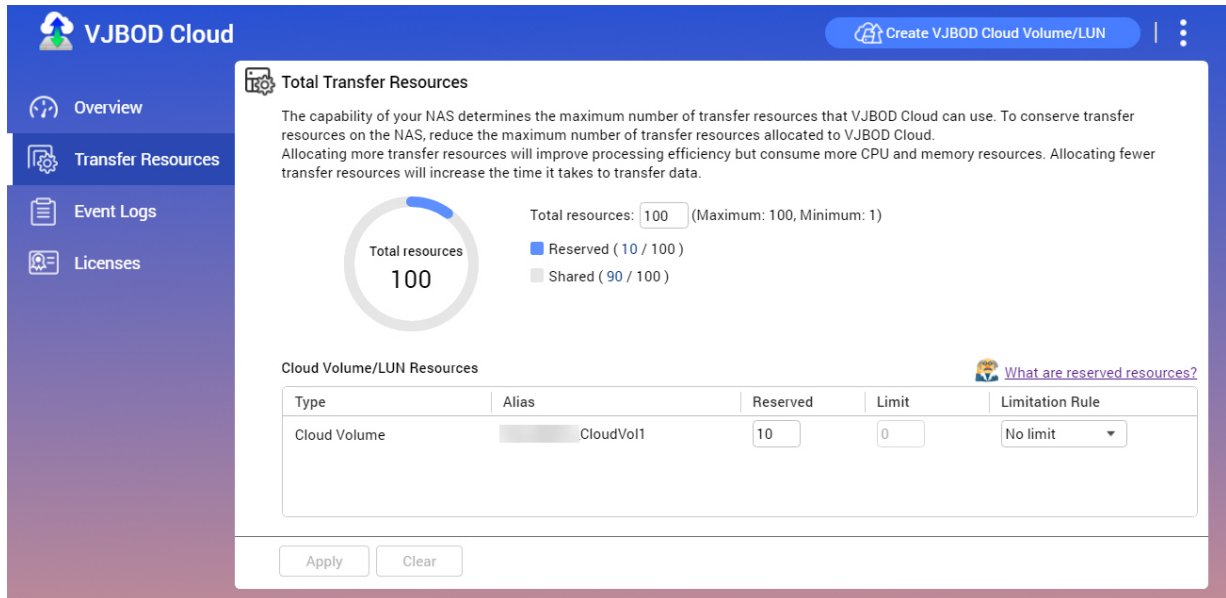 VJBOD Cloud
Create VJBOD Cloud Volume/LUN
Overview
Transfer Resources
Event Logs
Licenses
Total Transfer Resources
The capability of your NAS determines the maximum number of transfer resources that VJBOD Cloud can use. To conserve transfer
resources on the NAS, reduce the maximum number of transfer resources allocated to VJBOD Cloud.
Allocating more transfer resources will improve processing efficiency but consume more CPU and memory resources. Allocating fewer
transfer resources will increase the time it takes to transfer data.
Total resources
100
Total resources: 100 (Maximum: 100, Minimum: 1)
Reserved ( 10 / 100 )
Shared ( 90 / 100 )
Cloud Volume/LUN Resources
What are reserved resources?
Type Alias Reserved Limit Limitation Rule
Cloud Volume CloudVol1 10 0 No limit
Apply Clear